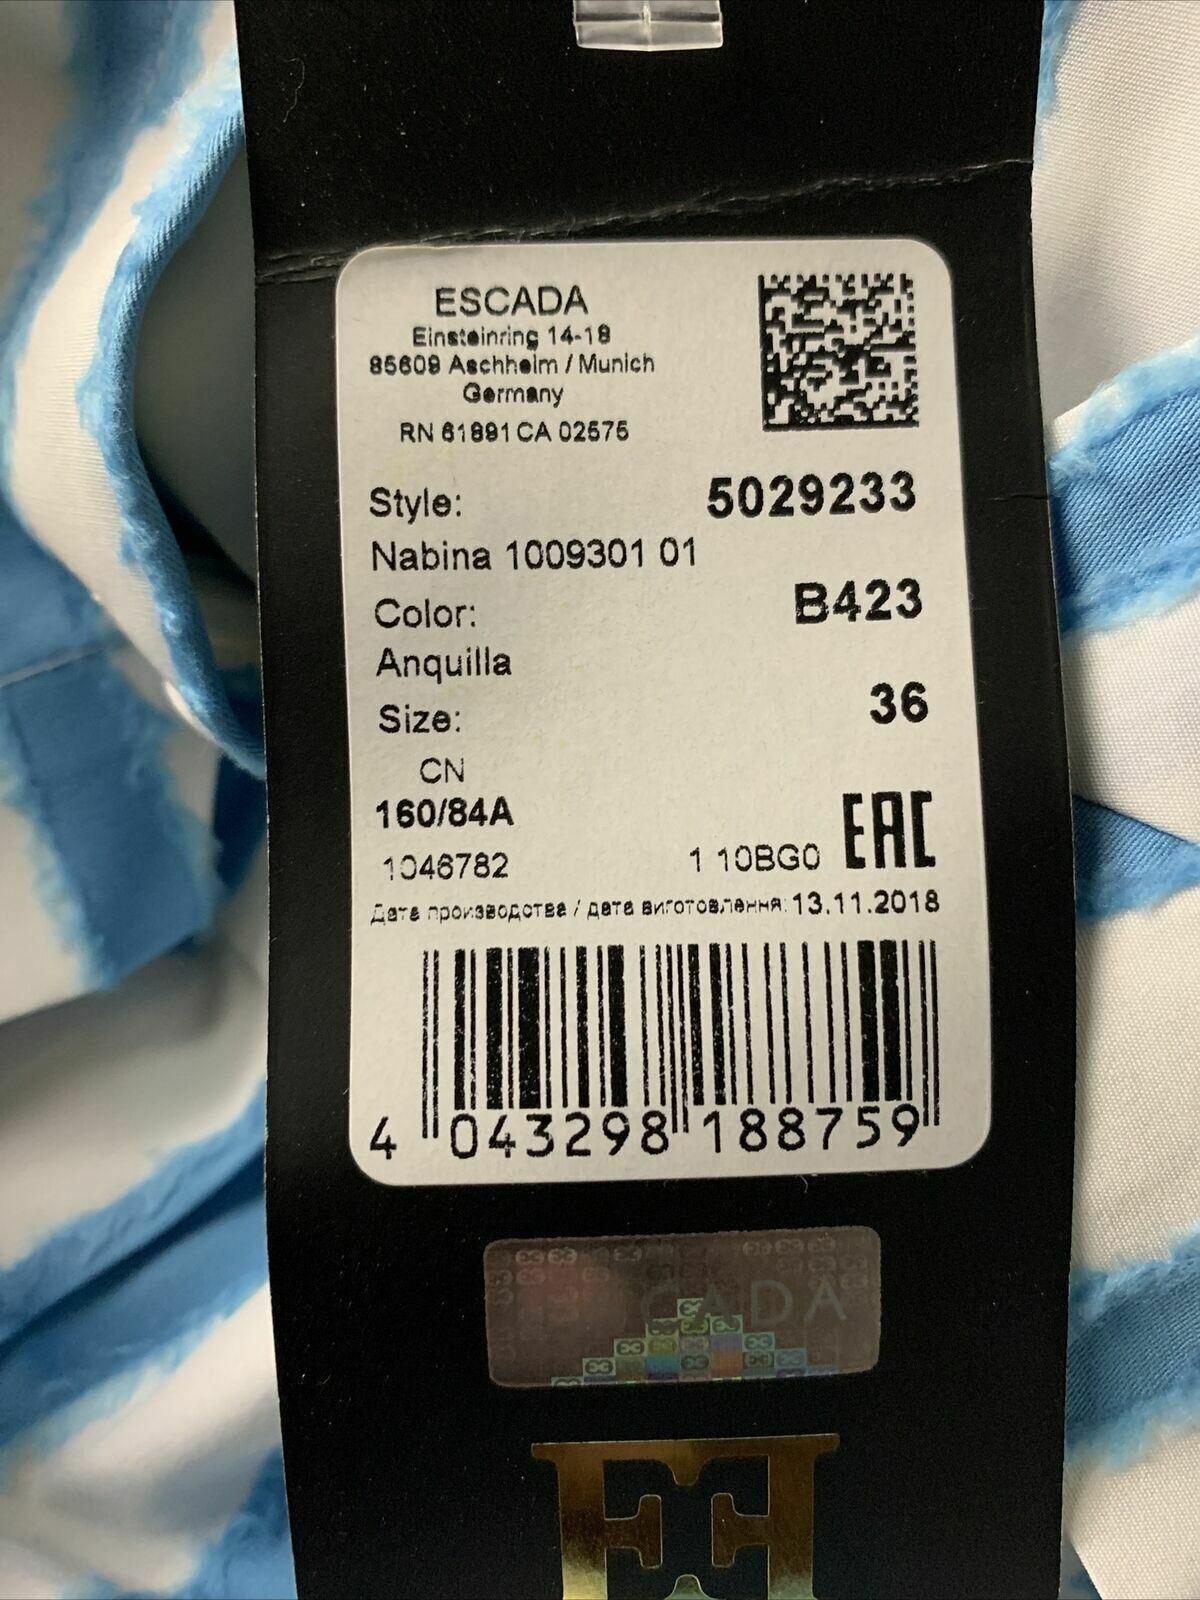 ESCADA
Einsteinring 14-18
85609 Aschheim / Munich
Germany
RN 61891 CA 02575
Style: 5029233
Nabina 1009301 01
Color: B423
Anquilla
Size: 36
CN
160/84A
1046782 1 10BG0 EAC
Дата производства / дата виготовлення: 13.11.2018
4 043298 188759
CADA